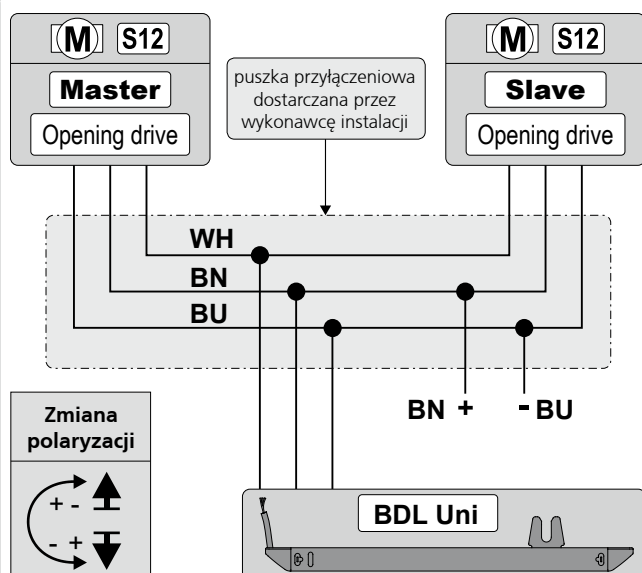 M S12
Master
Opening drive
puszka przyłączeniowa
dostarczana przez
wykonawcę instalacji
M S12
Slave
Opening drive
WH
BN
BU
BN + - BU
Zmiana
polaryzacji
+ -
- +
BDL Uni